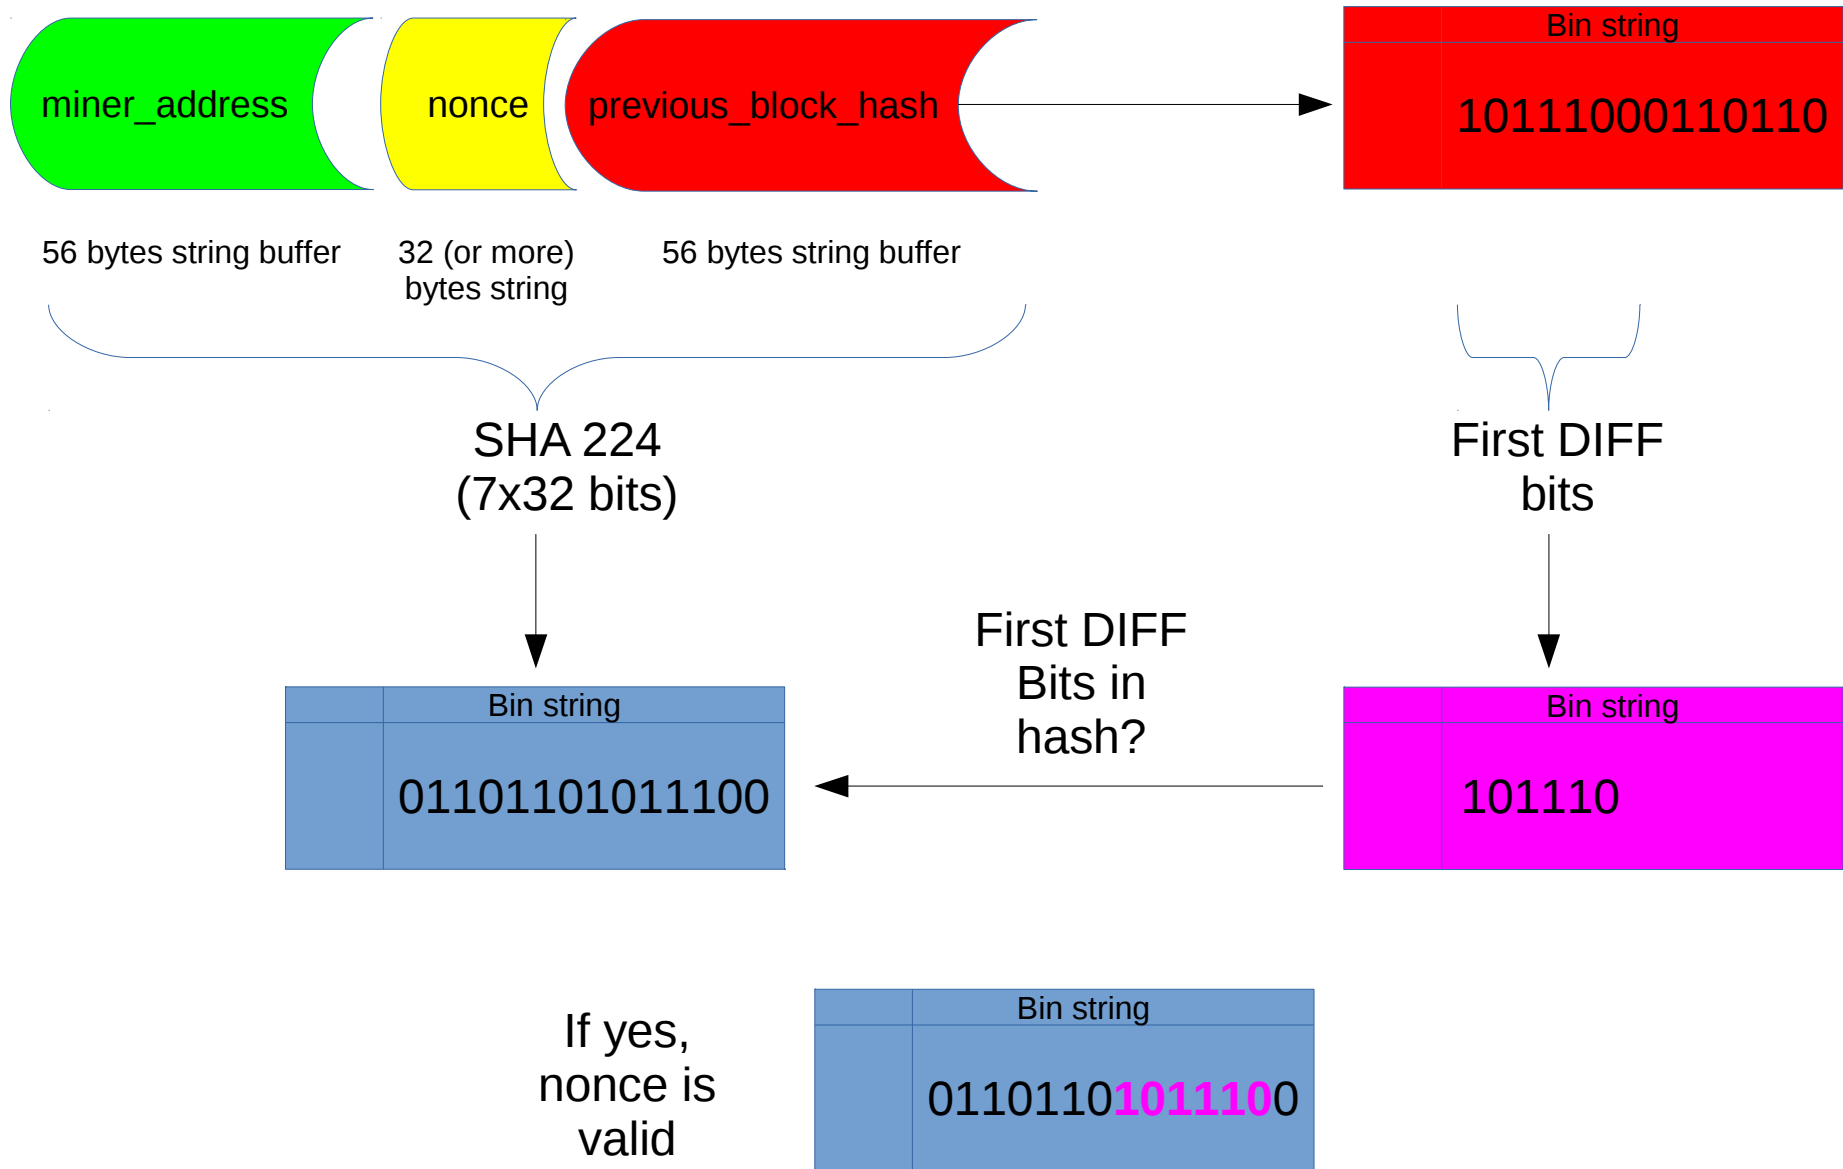 miner_address
nonce
previous_block_hash
Bin string
10111000110110
56 bytes string buffer
32 (or more)
bytes string
56 bytes string buffer
SHA 224
(7x32 bits)
First DIFF
bits
First DIFF
Bits in
hash?
Bin string
01101101011100
Bin string
101110
If yes,
nonce is
valid
Bin string
01101101011100